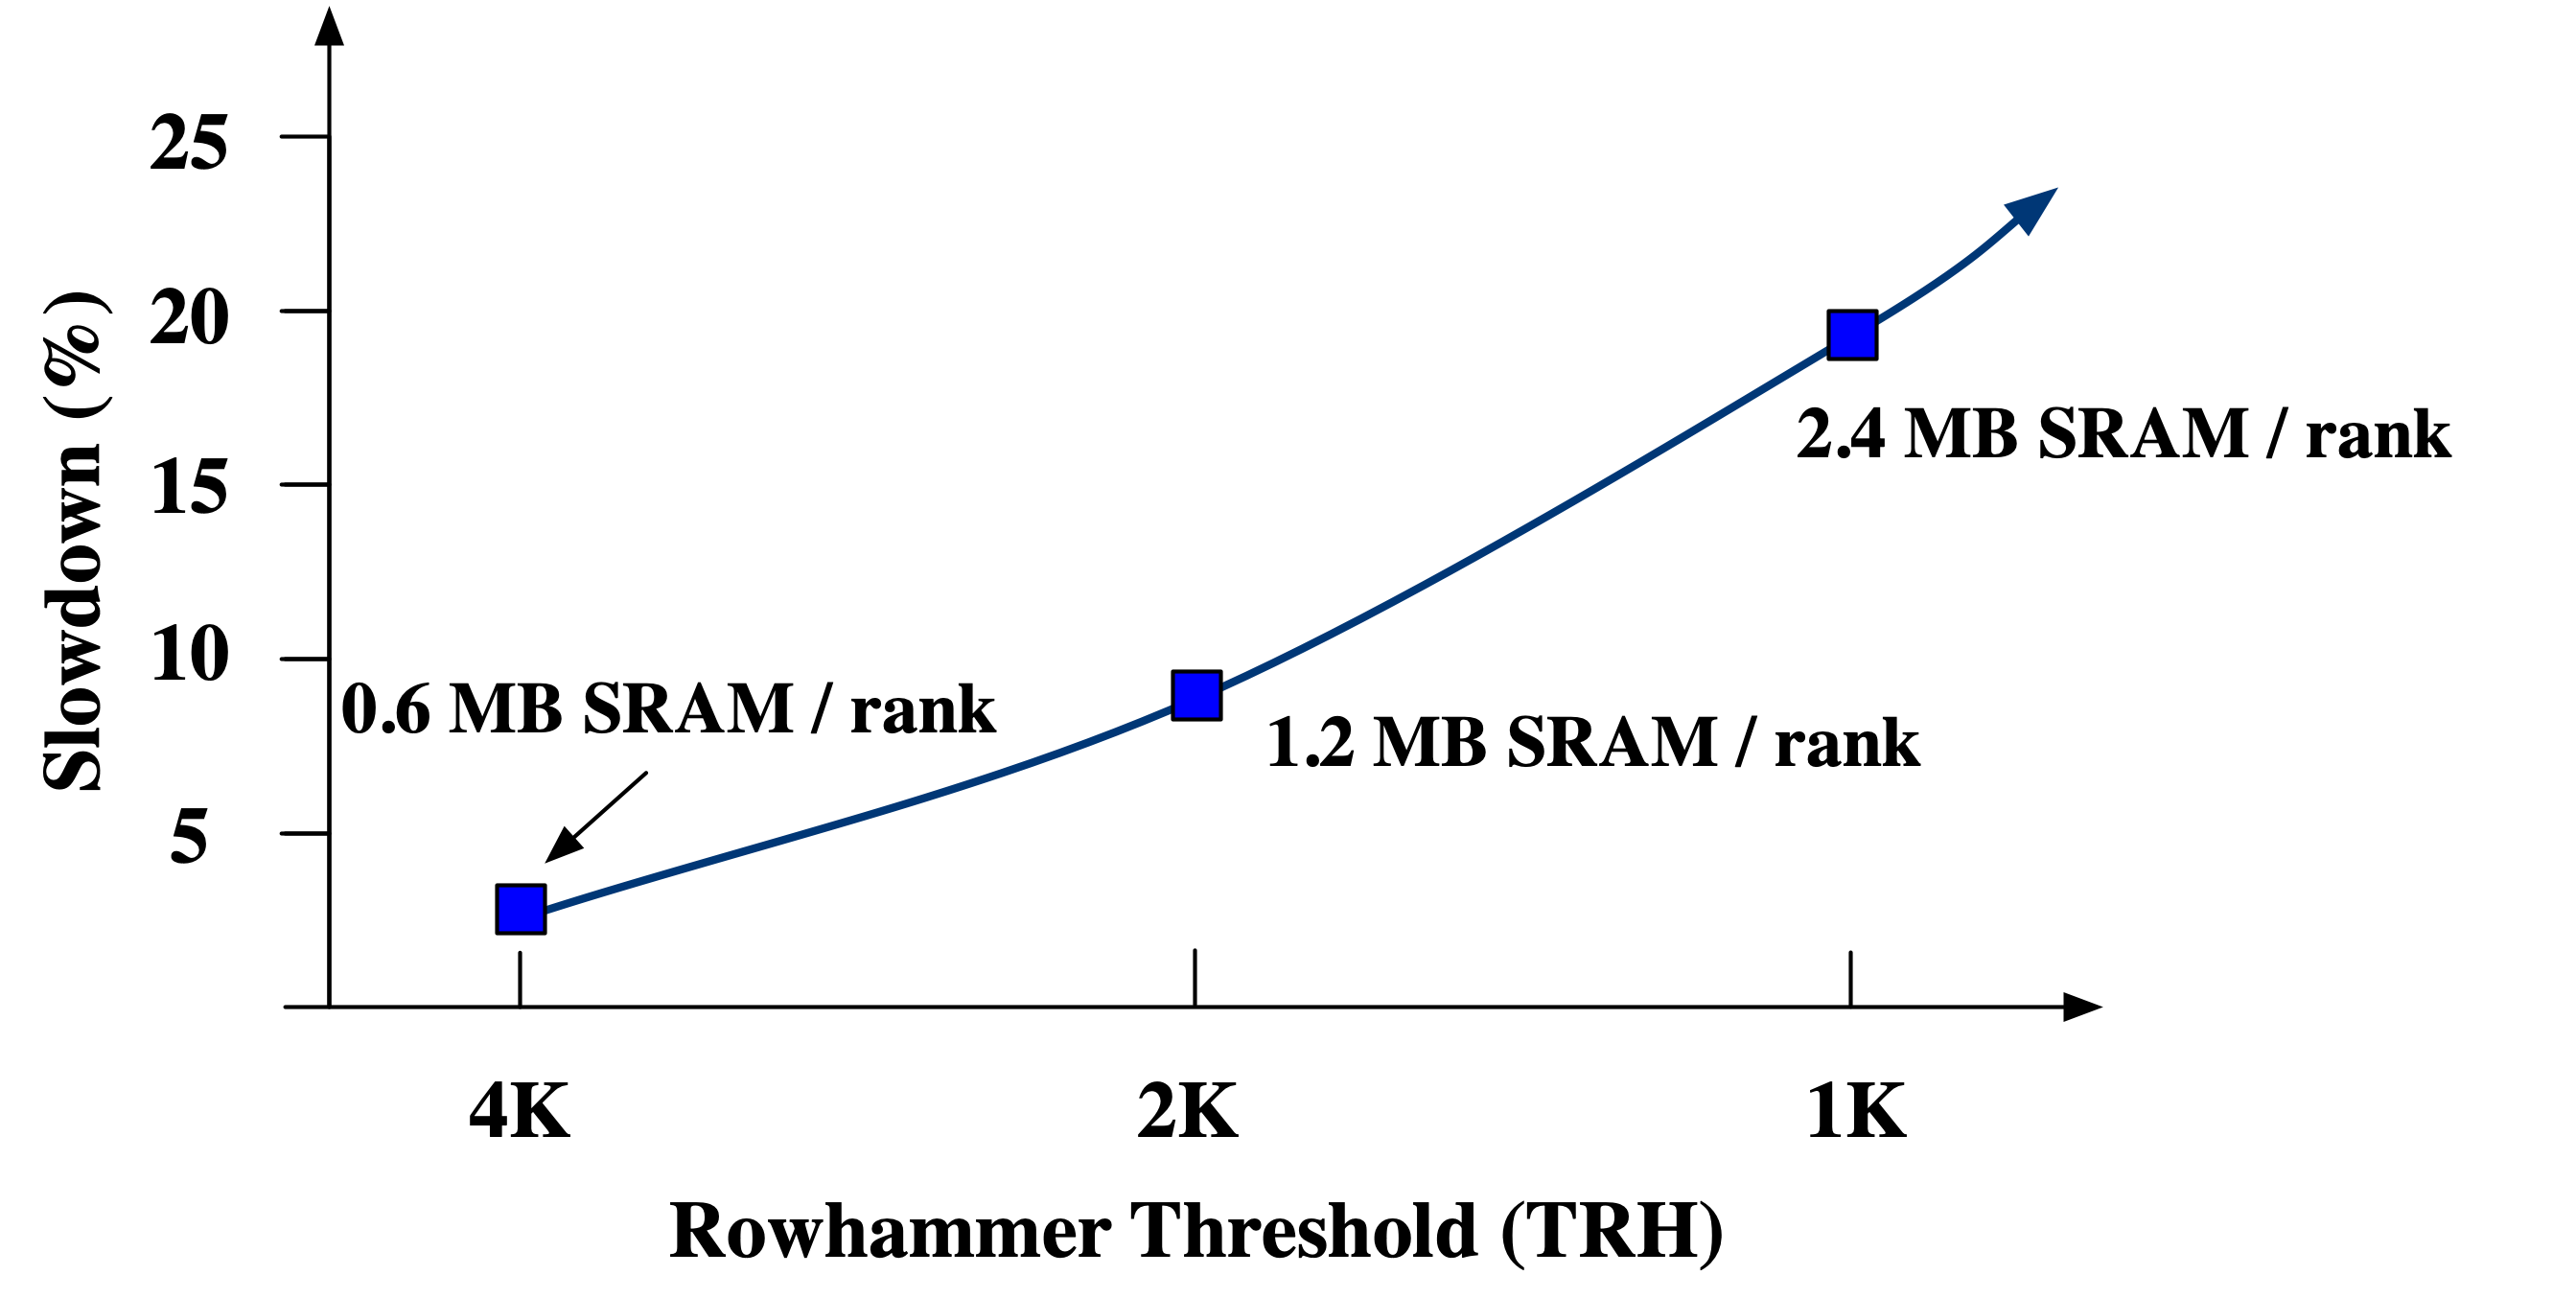 25
20
15
10
5
Slowdown (%)
0.6 MB SRAM / rank
1.2 MB SRAM / rank
2.4 MB SRAM / rank
4K
2K
1K
Rowhammer Threshold (TRH)